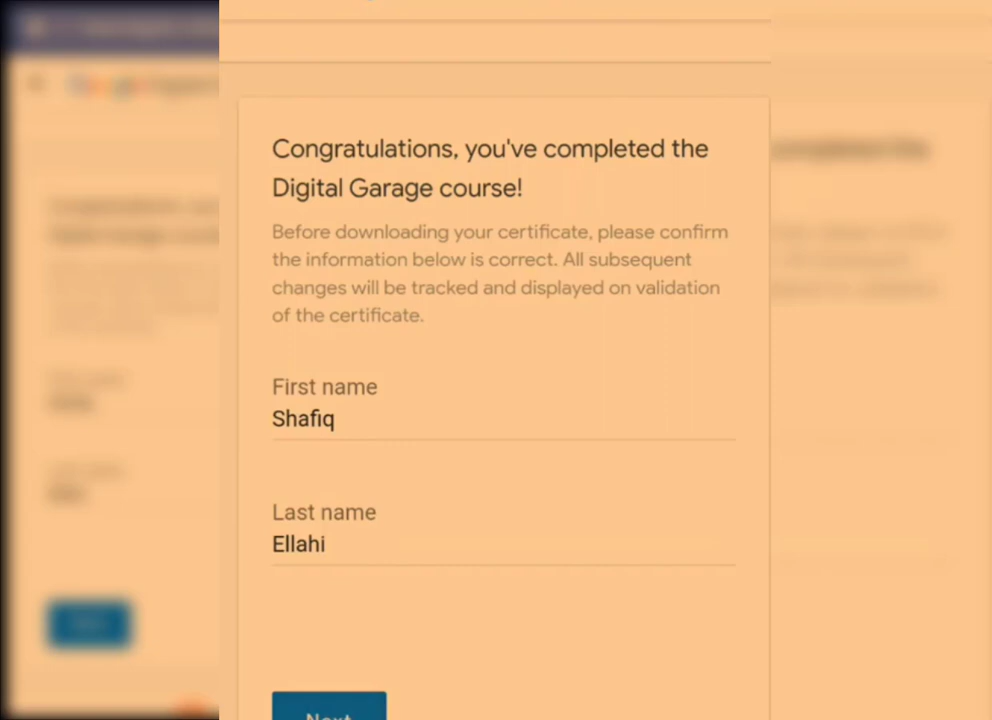 Congratulations, you've completed the
Digital Garage course!
Before downloading your certificate, please confirm
the information below is correct. All subsequent
changes will be tracked and displayed on validation
of the certificate.
First name
Shafiq
Last name
Ellahi
Next